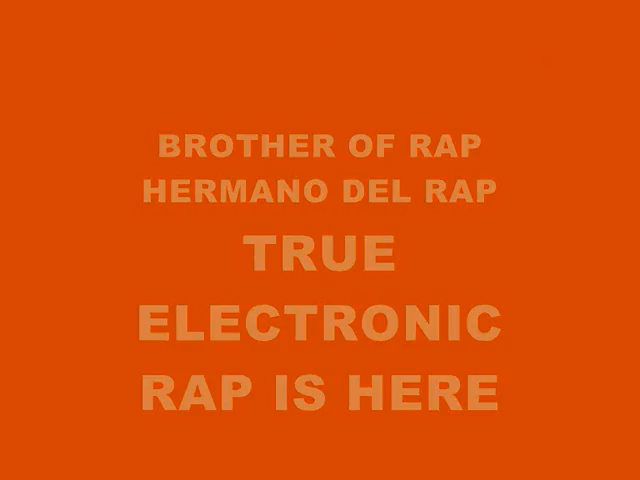 BROTHER OF RAP
HERMANO DEL RAP
TRUE
ELECTRONIC
RAP IS HERE